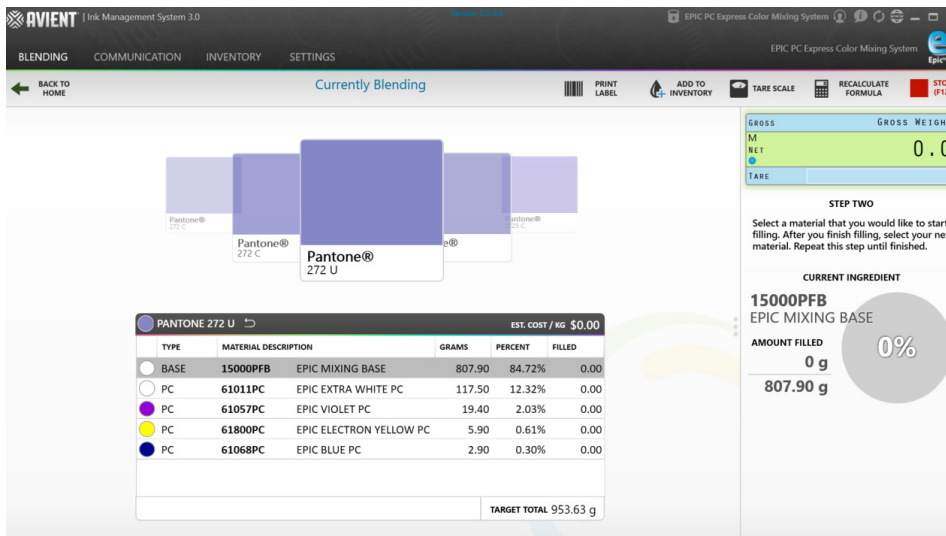 AVIENT™ | Ink Management System 3.0
EPIC PC Express Color Mixing System
BLENDING COMMUNICATION INVENTORY SETTINGS
EPIC PC Express Color Mixing System
Epic
BACK TO HOME
Currently Blending
PRINT LABEL
ADD TO INVENTORY
TARE SCALE
RECALCULATE FORMULA
STO
(F12
GROSS GROSS WEIGH
M
NET
0.0
TARE
Pantone®
272 C
Pantone®
272 C
Pantone®
272 U
e®
Pantone®
STEP TWO
Select a material that you would like to start
filling. After you finish filling, select your ne
material. Repeat this step until finished.
CURRENT INGREDIENT
15000PFB
EPIC MIXING BASE
AMOUNT FILLED
0 g
807.90 g
0%
PANTONE 272 U EST. COST / KG $0.00
TYPE MATERIAL DESCRIPTION GRAMS PERCENT FILLED
BASE 15000PFB EPIC MIXING BASE 807.90 84.72% 0.00
PC 61011PC EPIC EXTRA WHITE PC 117.50 12.32% 0.00
PC 61057PC EPIC VIOLET PC 19.40 2.03% 0.00
PC 61800PC EPIC ELECTRON YELLOW PC 5.90 0.61% 0.00
PC 61068PC EPIC BLUE PC 2.90 0.30% 0.00
TARGET TOTAL 953.63 g